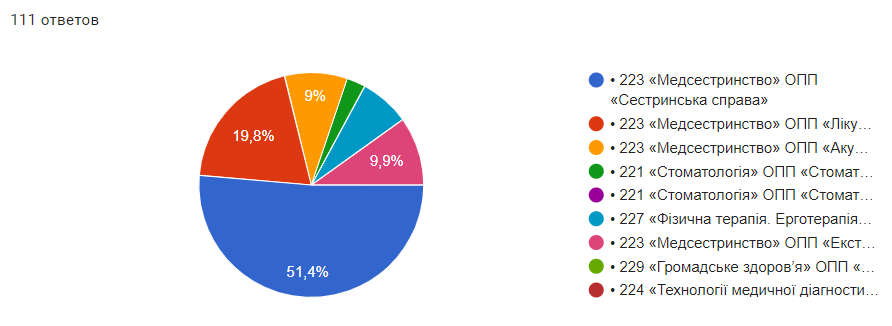 111 ответов
9%
19,8%
9,9%
51,4%
• 223 «Медсестринство» ОПП
«Сестринська справа»
• 223 «Медсестринство» ОПП «Ліку…
• 223 «Медсестринство» ОПП «Аку…
• 221 «Стоматологія» ОПП «Стомат…
• 221 «Стоматологія» ОПП «Стомат…
• 227 «Фізична терапія. Ерготерапія…
• 223 «Медсестринство» ОПП «Екст…
• 229 «Громадське здоров’я» ОПП «…
• 224 «Технології медичної діагности…